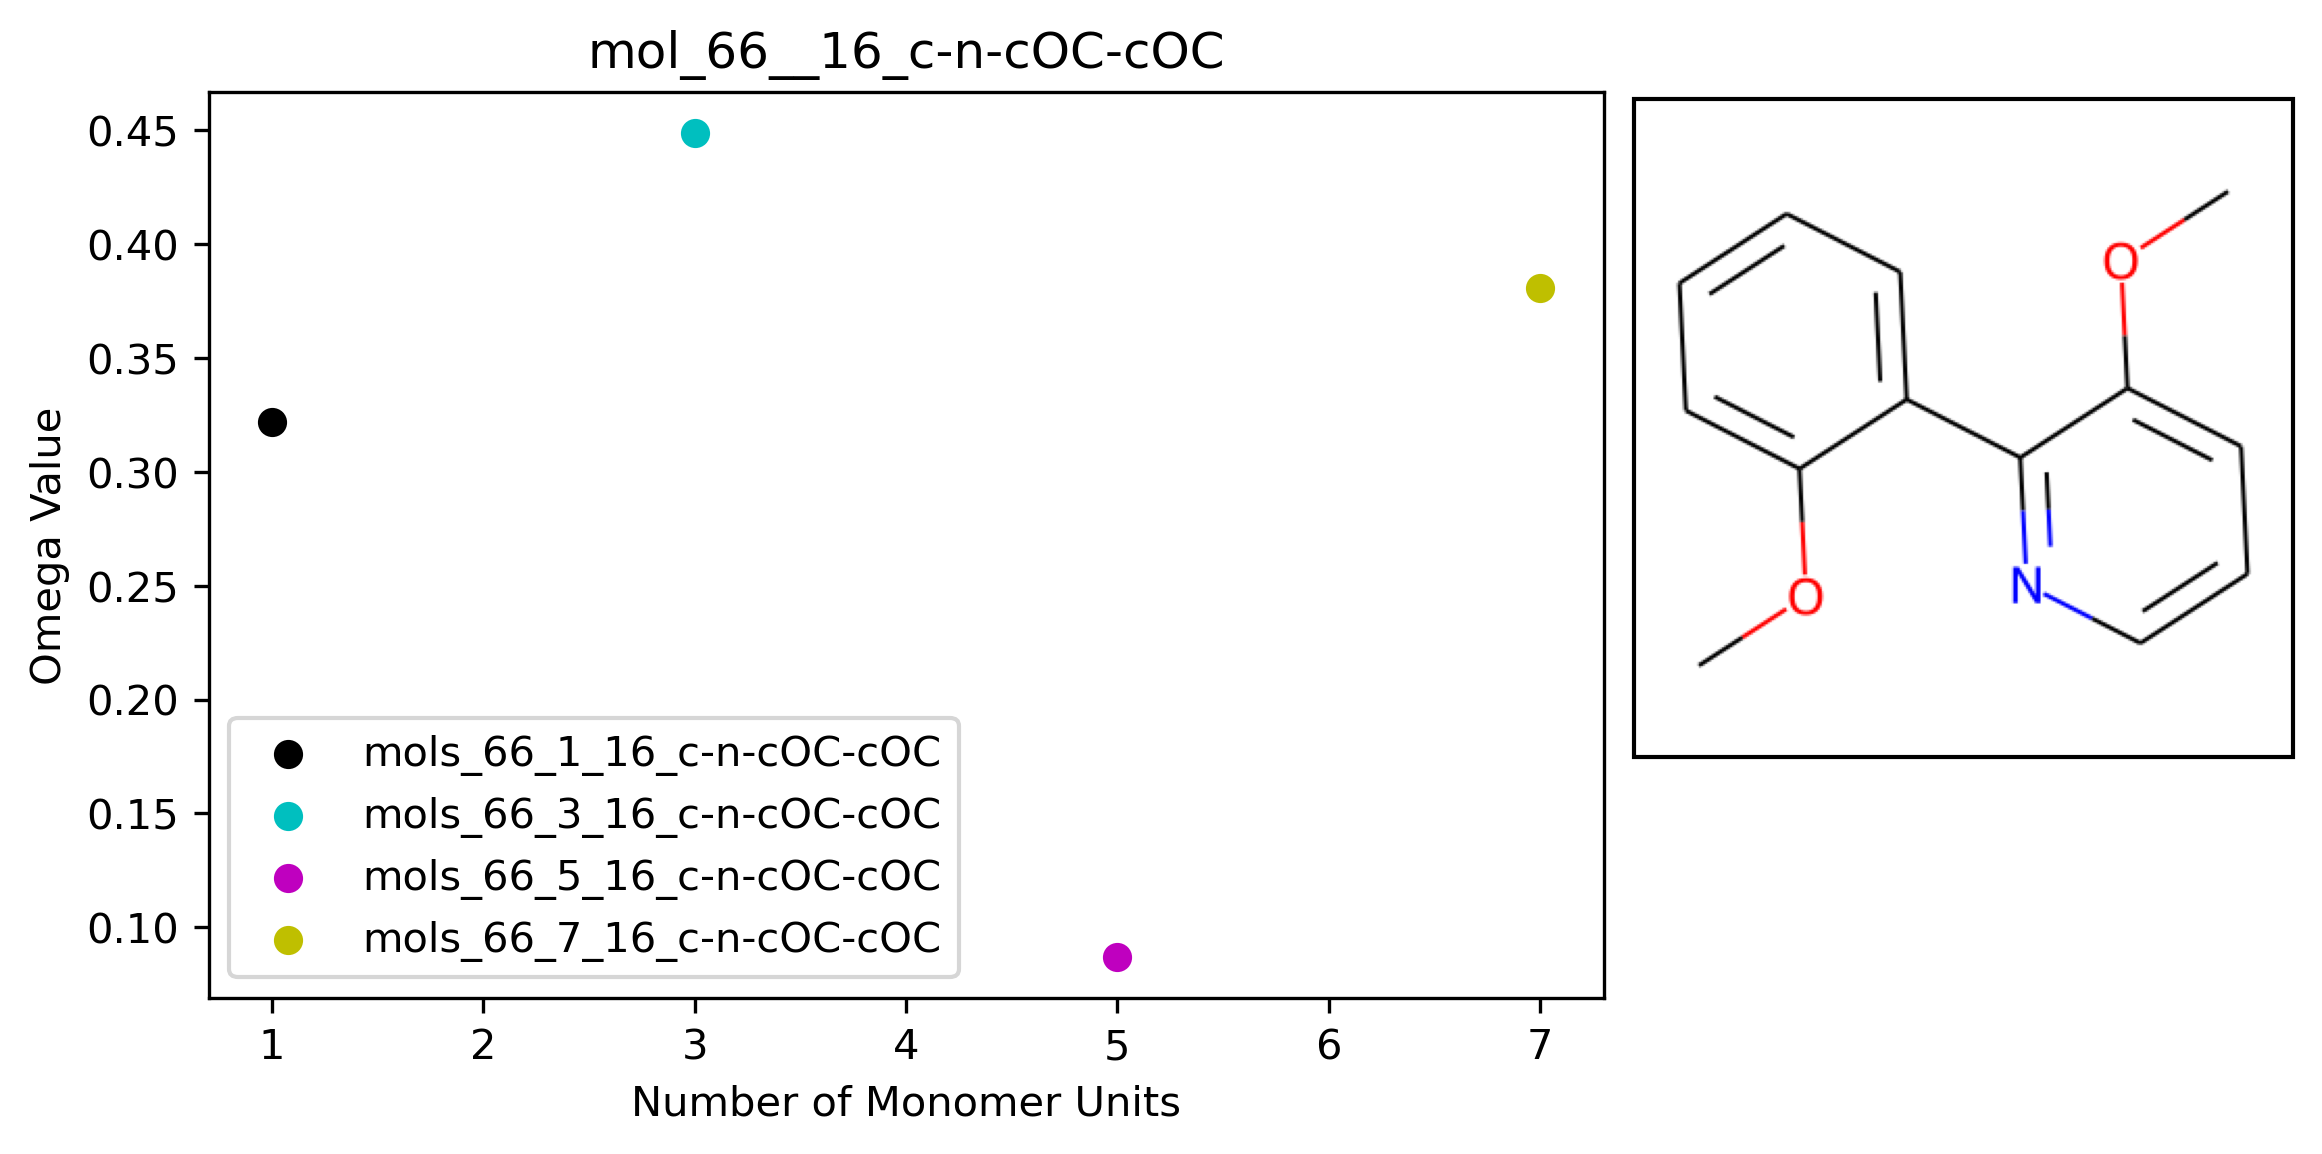 mol_66__16_c-n-cOC-cOC
Omega Value
0.45
0.40
0.35
0.30
0.25
0.20
0.15
0.10
mols_66_1_16_c-n-cOC-cOC
mols_66_3_16_c-n-cOC-cOC
mols_66_5_16_c-n-cOC-cOC
mols_66_7_16_c-n-cOC-cOC
1 2 3 4 5 6 7
Number of Monomer Units
O
O
N